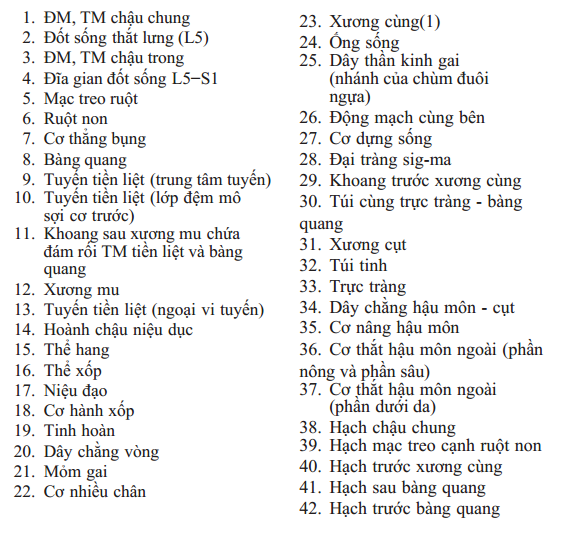 1. ĐM, TM chậu chung
2. Đốt sống thắt lưng (L5)
3. ĐM, TM chậu trong
4. Đĩa gian đốt sống L5–S1
5. Mạc treo ruột
6. Ruột non
7. Cơ thẳng bụng
8. Bàng quang
9. Tuyến tiền liệt (trung tâm tuyến)
10. Tuyến tiền liệt (lớp đệm mô
sợi cơ trước)
11. Khoang sau xương mu chứa
đám rối TM tiền liệt và bàng
quang
12. Xương mu
13. Tuyến tiền liệt (ngoại vi tuyến)
14. Hoành chậu niệu dục
15. Thể hang
16. Thể xốp
17. Niệu đạo
18. Cơ hành xốp
19. Tinh hoàn
20. Dây chằng vòng
21. Mỏm gai
22. Cơ nhiều chân
23. Xương cùng(1)
24. Ống sống
25. Dây thần kinh gai
(nhánh của chùm đuôi
ngựa)
26. Động mạch cùng bên
27. Cơ dựng sống
28. Đại tràng sig-ma
29. Khoang trước xương cùng
30. Túi cùng trực tràng - bàng
quang
31. Xương cụt
32. Túi tinh
33. Trực tràng
34. Dây chằng hậu môn - cụt
35. Cơ nâng hậu môn
36. Cơ thắt hậu môn ngoài (phần
nông và phần sâu)
37. Cơ thắt hậu môn ngoài
(phần dưới da)
38. Hạch chậu chung
39. Hạch mạc treo cạnh ruột non
40. Hạch trước xương cùng
41. Hạch sau bàng quang
42. Hạch trước bàng quang